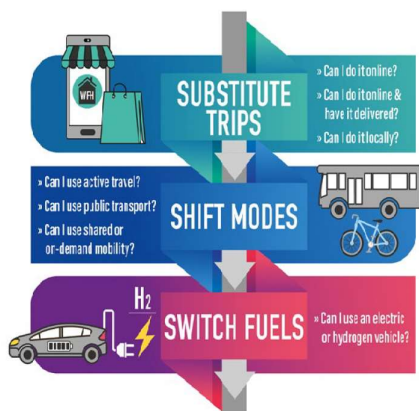 WFH
SUBSTITUTE
TRIPS
» Can I do it online?
» Can I do it online &
have it delivered?
» Can I do it locally?
» Can I use active travel?
» Can I use public transport?
» Can I use shared or
on-demand mobility?
SHIFT MODES
H2
SWITCH FUELS
» Can I use an electric
or hydrogen vehicle?